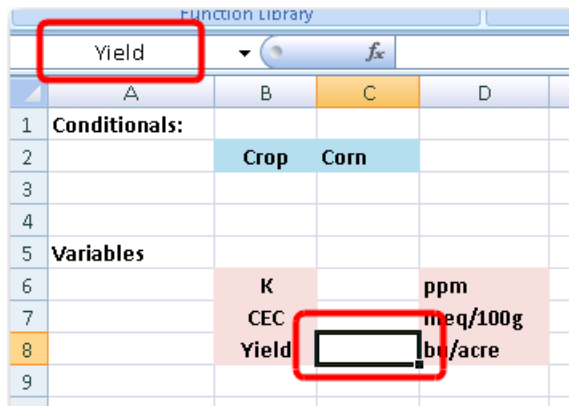 Function Library
Yield fx
A B C D
1 Conditionals:
2 Crop Corn
3
4
5 Variables
6 K ppm
7 CEC meq/100g
8 Yield bu/acre
9